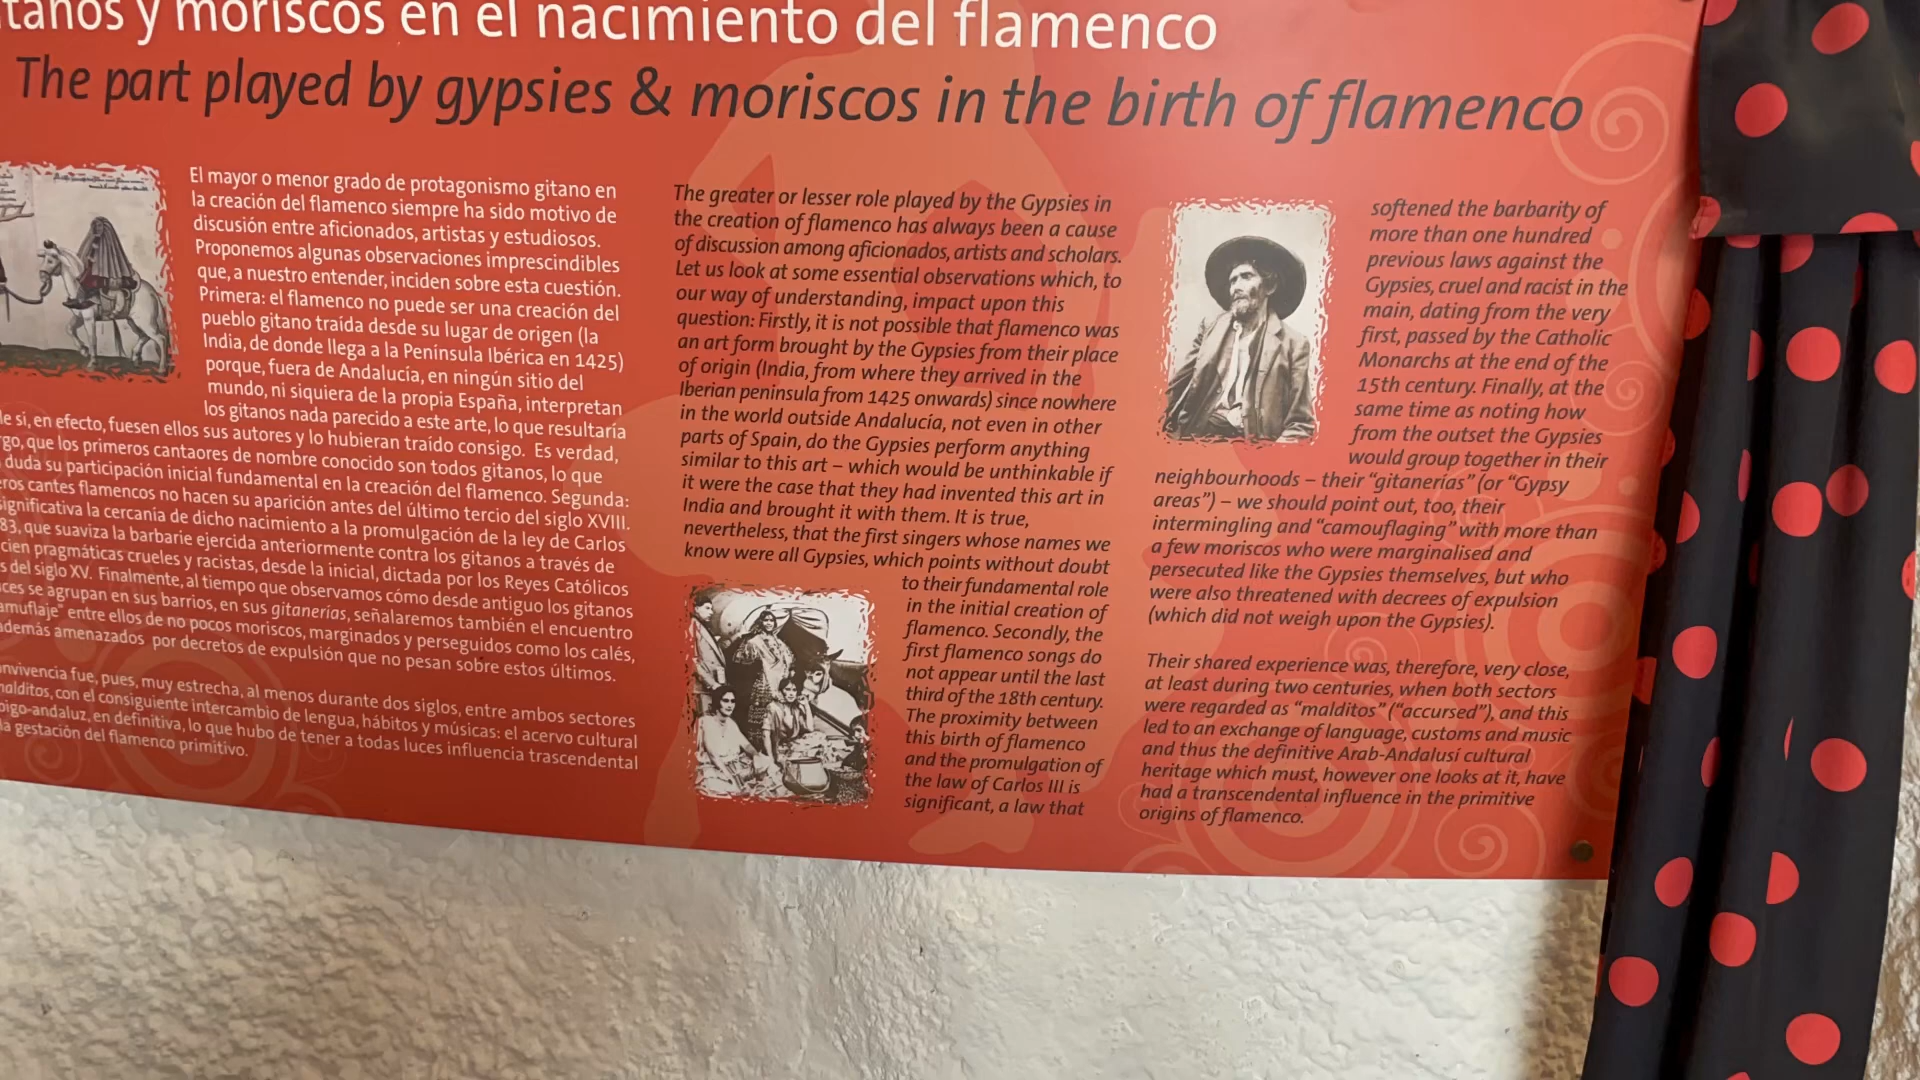 y moriscos en el nacimiento del flamenco
The part played by gypsies & moriscos in the birth of flamenco
El mayor o menor grado de protagonismo gitano en
la creación del flamenco siempre ha sido motivo de
discusión entre aficionados, artistas y estudiosos.
Proponemos algunas observaciones imprescindibles
que, a nuestro entender, inciden sobre esta cuestión.
Primera: el flamenco no puede ser una creación del
pueblo gitano traída desde su lugar de origen (la
India, de donde llega a la Península Ibérica en 1425)
porque, fuera de Andalucía, en ningún sitio del
mundo, ni siquiera de la propia España, interpretan
los gitanos nada parecido a este arte, lo que resultaría
si, en efecto, fuesen ellos sus autores y lo hubieran traído consigo. Es verdad,
que los primeros cantaores de nombre conocido son todos gitanos, lo que
duda su participación inicial fundamental en la creación del flamenco. Segunda:
cantes flamencos no hacen su aparición antes del último tercio del siglo XVIII.
significativa la cercanía de dicho nacimiento a la promulgación de la ley de Carlos
83, que suaviza la barbarie ejercida anteriormente contra los gitanos a través de
cien pragmáticas crueles y racistas, desde la inicial, dictada por los Reyes Católicos
del siglo XV. Finalmente, al tiempo que observamos cómo desde antiguo los gitanos
se agrupan en sus barrios, en sus gitanerías, señalaremos también el encuentro
entre ellos de no pocos moriscos, marginados y perseguidos como los calés,
además amenazados por decretos de expulsión que no pesan sobre estos últimos.
fue, pues, muy estrecha, al menos durante dos siglos, entre ambos sectores
malditos, con el consiguiente intercambio de lengua, hábitos y músicas: el acervo cultural
en definitiva, lo que hubo de tener a todas luces influencia trascendental
la gestación del flamenco primitivo.
The greater or lesser role played by the Gypsies in
the creation of flamenco has always been a cause
of discussion among aficionados, artists and scholars.
Let us look at some essential observations which, to
our way of understanding, impact upon this
question: Firstly, it is not possible that flamenco was
an art form brought by the Gypsies from their place
of origin (India, from where they arrived in the
Iberian peninsula from 1425 onwards) since nowhere
in the world outside Andalucía, not even in other
parts of Spain, do the Gypsies perform anything
similar to this art – which would be unthinkable if
it were the case that they had invented this art in
India and brought it with them. It is true,
nevertheless, that the first singers whose names we
know were all Gypsies, which points without doubt
to their fundamental role
in the initial creation of
flamenco. Secondly, the
first flamenco songs do
not appear until the last
third of the 18th century.
The proximity between
this birth of flamenco
and the promulgation of
the law of Carlos III is
significant, a law that
softened the barbarity of
more than one hundred
previous laws against the
Gypsies, cruel and racist in the
main, dating from the very
first, passed by the Catholic
Monarchs at the end of the
15th century. Finally, at the
same time as noting how
from the outset the Gypsies
would group together in their
neighbourhoods – their "gitanerías" (or "Gypsy
areas") – we should point out, too, their
intermingling and "camouflaging" with more than
a few moriscos who were marginalised and
persecuted like the Gypsies themselves, but who
were also threatened with decrees of expulsion
(which did not weigh upon the Gypsies).
Their shared experience was, therefore, very close,
at least during two centuries, when both sectors
were regarded as "malditos" ("accursed"), and this
led to an exchange of language, customs and music
and thus the definitive Arab-Andalusí cultural
heritage which must, however one looks at it, have
had a transcendental influence in the primitive
origins of flamenco.